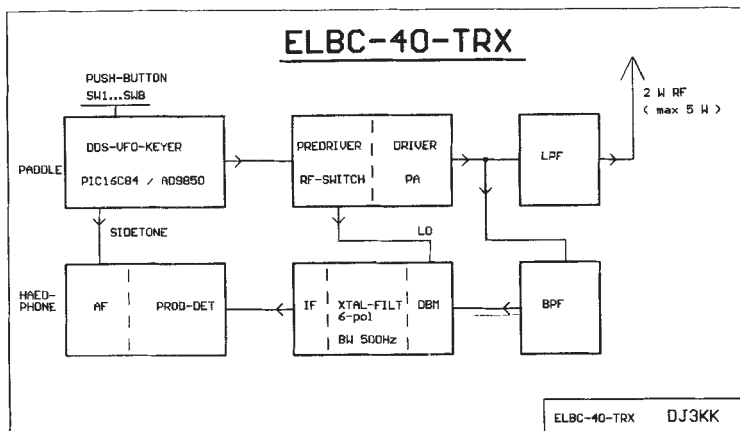 ELBC-40-TRX
PUSH-BUTTON
SW1...SW8
2 W RF
( max 5 W )
PADDLE
DDS-VFO-KEYER
PIC16C84 / AD9850
PREDRIVER
RF-SWITCH
DRIVER
PA
LPF
SIDETONE
LO
HAED-
PHONE
AF
PROD-DET
IF
XTAL-FILT
6-pol
BW 500Hz
DBM
BPF
ELBC-40-TRX DJ3KK